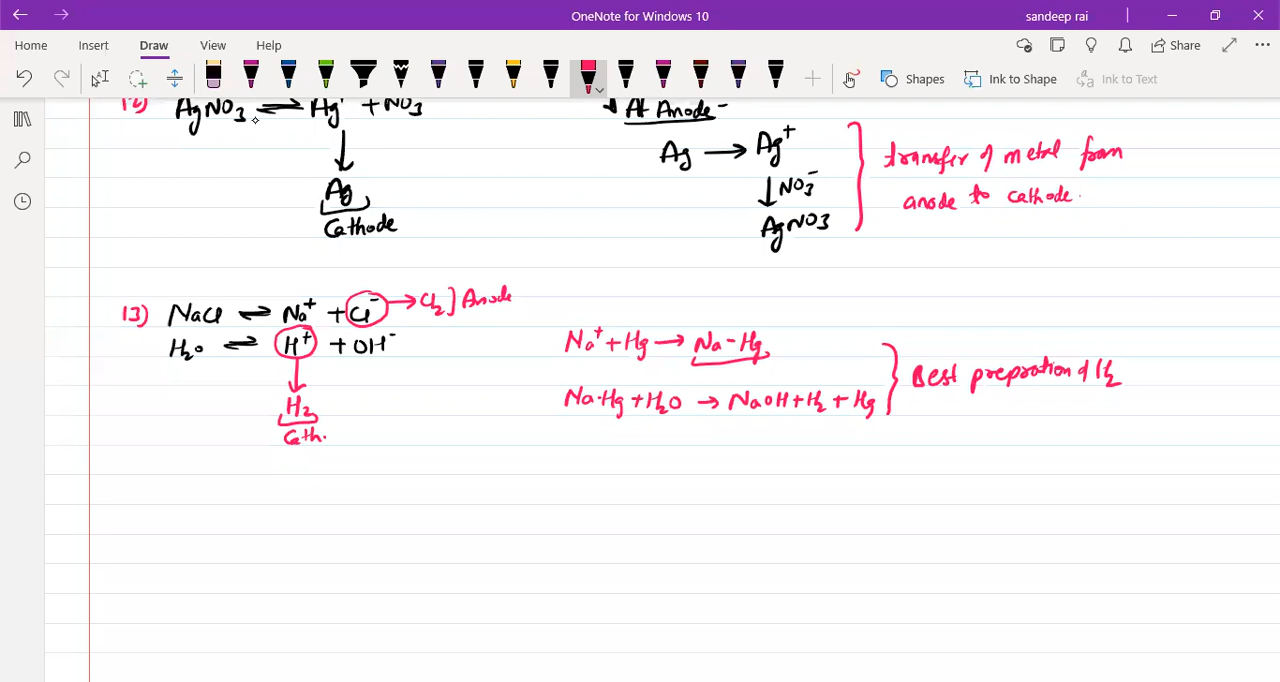 OneNote for Windows 10
sandeep rai
Home Insert Draw View Help
Share
Shapes Ink to Shape Ink to Text
12) AgNO3 ⇌ Ag+ + NO3
Ag
Cathode
At Anode -
Ag → Ag+
↓ NO3-
AgNO3
transfer of metal from
anode to cathode.
13) NaCl ⇌ Na+ + Cl- → Cl2] Anode
H2O ⇌ H+ + OH-
H2
Cath.
Na+ + Hg → Na-Hg
Na-Hg + H2O → NaOH + H2 + Hg
Best prepration of H2